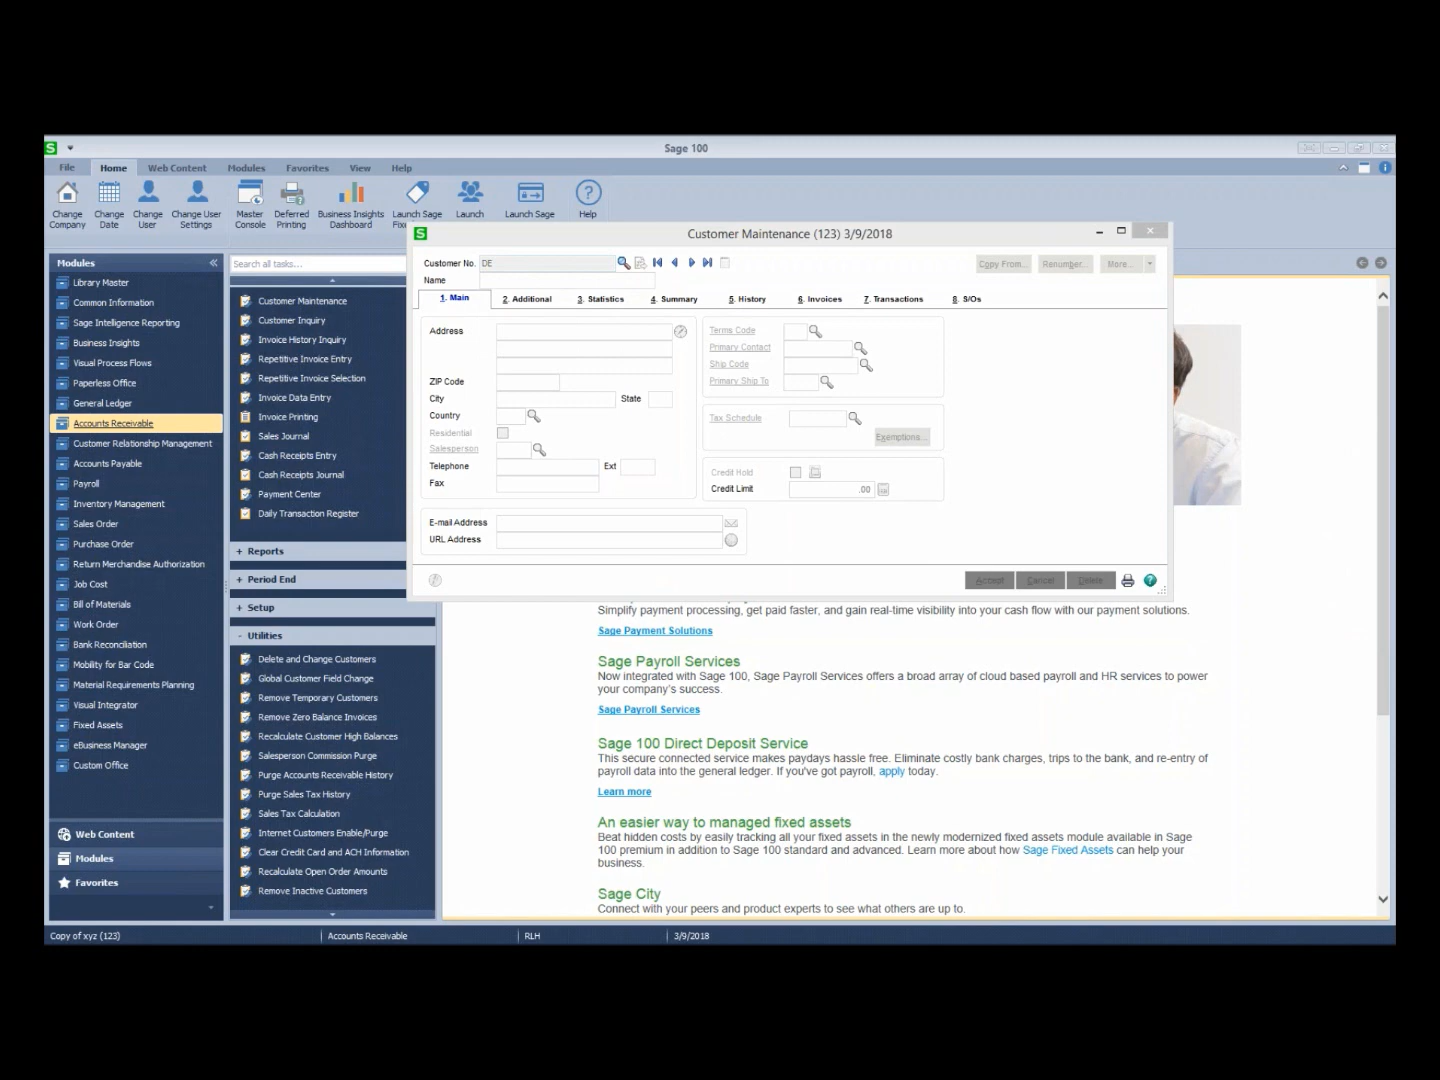 S
Sage 100
File Home Web Content Modules Favorites View Help
Change Company
Change Date
Change User
Change User Settings
Master Console
Deferred Printing
Business Insights Dashboard
Launch Sage
Launch
Launch Sage
Help
Modules
Library Master
Common Information
Sage Intelligence Reporting
Business Insights
Visual Process Flows
Paperless Office
General Ledger
Accounts Receivable
Customer Relationship Management
Accounts Payable
Payroll
Inventory Management
Sales Order
Purchase Order
Return Merchandise Authorization
Job Cost
Bill of Materials
Work Order
Bank Reconciliation
Mobility for Bar Code
Material Requirements Planning
Visual Integrator
Fixed Assets
eBusiness Manager
Custom Office
Web Content
Modules
Favorites
Search all tasks...
Customer Maintenance
Customer Inquiry
Invoice History Inquiry
Repetitive Invoice Entry
Repetitive Invoice Selection
Invoice Data Entry
Invoice Printing
Sales Journal
Cash Receipts Entry
Cash Receipts Journal
Payment Center
Daily Transaction Register
+ Reports
+ Period End
+ Setup
- Utilities
Delete and Change Customers
Global Customer Field Change
Remove Temporary Customers
Remove Zero Balance Invoices
Recalculate Customer High Balances
Salesperson Commission Purge
Purge Accounts Receivable History
Purge Sales Tax History
Sales Tax Calculation
Internet Customers Enable/Purge
Clear Credit Card and ACH Information
Recalculate Open Order Amounts
Remove Inactive Customers
S
Customer Maintenance (123) 3/9/2018
Customer No. DE
Copy From... Renumber... More...
Name
1. Main 2. Additional 3. Statistics 4. Summary 5. History 6. Invoices 7. Transactions 8. S/Os
Address
ZIP Code
City State
Country
Residential
Salesperson
Telephone Ext
Fax
Terms Code
Primary Contact
Ship Code
Primary Ship To
Tax Schedule
Exemptions...
Credit Hold
Credit Limit .00
E-mail Address
URL Address
Accept Cancel Delete
Simplify payment processing, get paid faster, and gain real-time visibility into your cash flow with our payment solutions.
Sage Payment Solutions
Sage Payroll Services
Now integrated with Sage 100, Sage Payroll Services offers a broad array of cloud based payroll and HR services to power
your company's success.
Sage Payroll Services
Sage 100 Direct Deposit Service
This secure connected service makes paydays hassle free. Eliminate costly bank charges, trips to the bank, and re-entry of
payroll data into the general ledger. If you've got payroll, apply today.
Learn more
An easier way to managed fixed assets
Beat hidden costs by easily tracking all your fixed assets in the newly modernized fixed assets module available in Sage
100 premium in addition to Sage 100 standard and advanced. Learn more about how Sage Fixed Assets can help your
business.
Sage City
Connect with your peers and product experts to see what others are up to.
Copy of xyz (123) Accounts Receivable RLH 3/9/2018